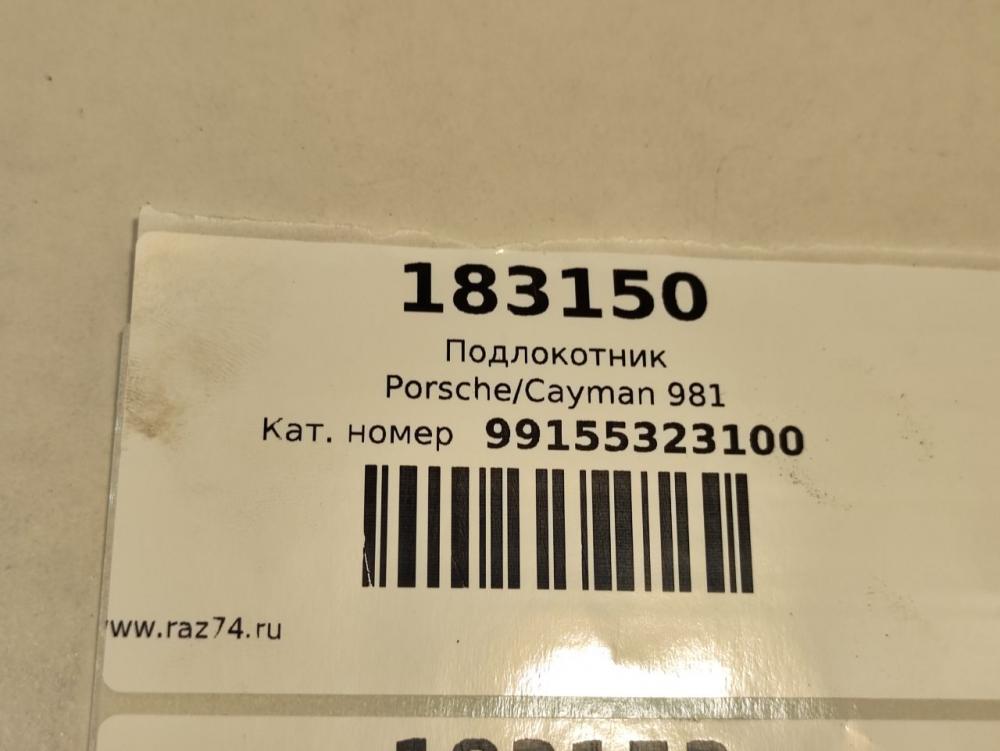 183150
Подлокотник
Porsche/Cayman 981
Кат. номер 99155323100
www.raz74.ru